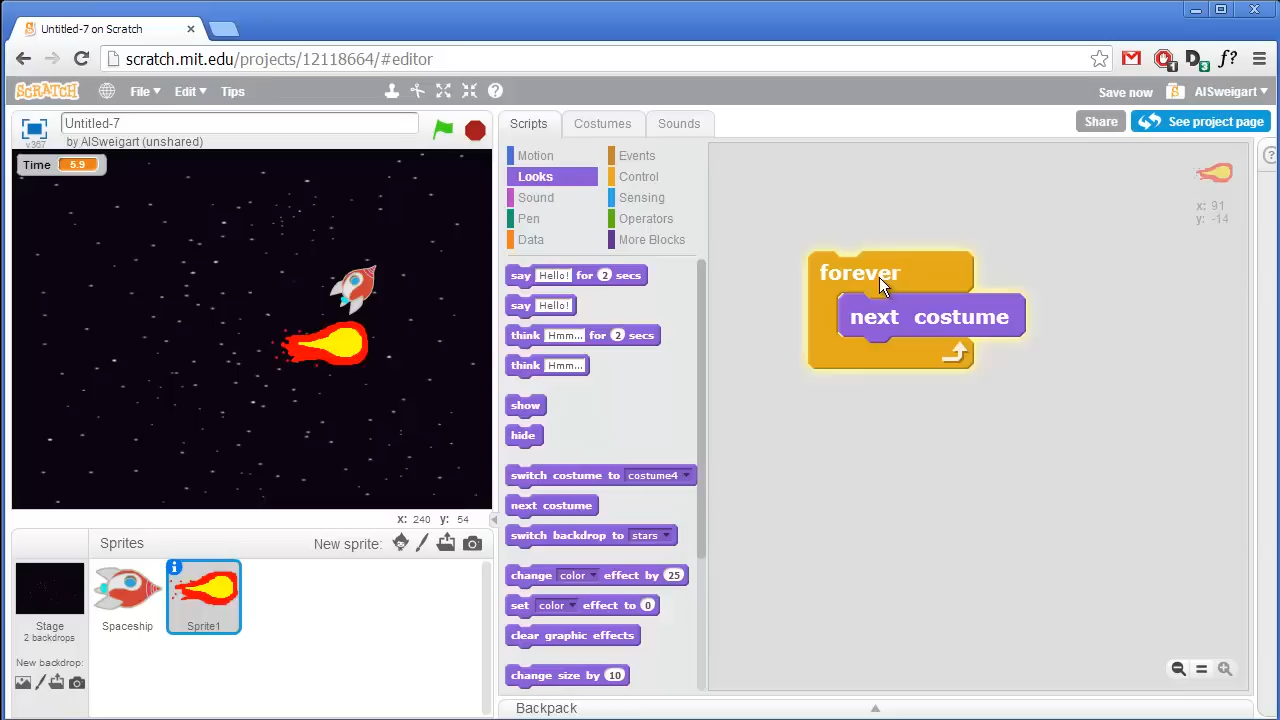 Untitled-7 on Scratch
scratch.mit.edu/projects/12118664/#editor
1
D
3
f?
SCRATCH
File
Edit
Tips
Save now
AlSweigart
Untitled-7
by AlSweigart (unshared)
v367
Scripts
Costumes
Sounds
Share
See project page
Time 5.9
Motion
Looks
Sound
Pen
Data
Events
Control
Sensing
Operators
More Blocks
say Hello! for 2 secs
say Hello!
think Hmm... for 2 secs
think Hmm...
show
hide
switch costume to costume4
next costume
switch backdrop to stars
change color effect by 25
set color effect to 0
clear graphic effects
change size by 10
forever
next costume
x: 91
y: -14
x: 240 y: 54
Sprites
New sprite:
Stage
2 backdrops
New backdrop:
Spaceship
Sprite1
Backpack